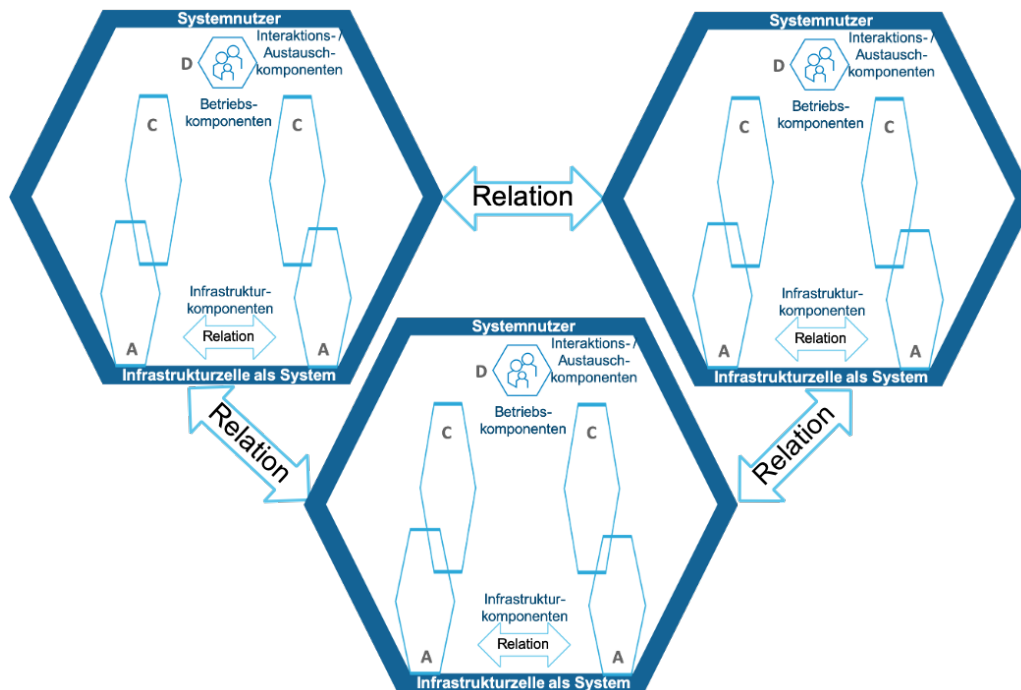 Systemnutzer
Interaktions-/
Austausch-
komponenten
D
Betriebs-
komponenten
C
C
Infrastruktur-
komponenten
Relation
A
A
Infrastrukturzelle als System
Relation
Systemnutzer
Interaktions-/
Austausch-
komponenten
D
Betriebs-
komponenten
C
C
Infrastruktur-
komponenten
Relation
A
A
Infrastrukturzelle als System
Relation
Relation
Systemnutzer
Interaktions-/
Austausch-
komponenten
D
Betriebs-
komponenten
C
C
Infrastruktur-
komponenten
Relation
A
A
Infrastrukturzelle als System